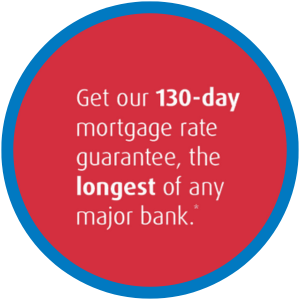 Get our 130-day
mortgage rate
guarantee, the
longest of any
major bank.*